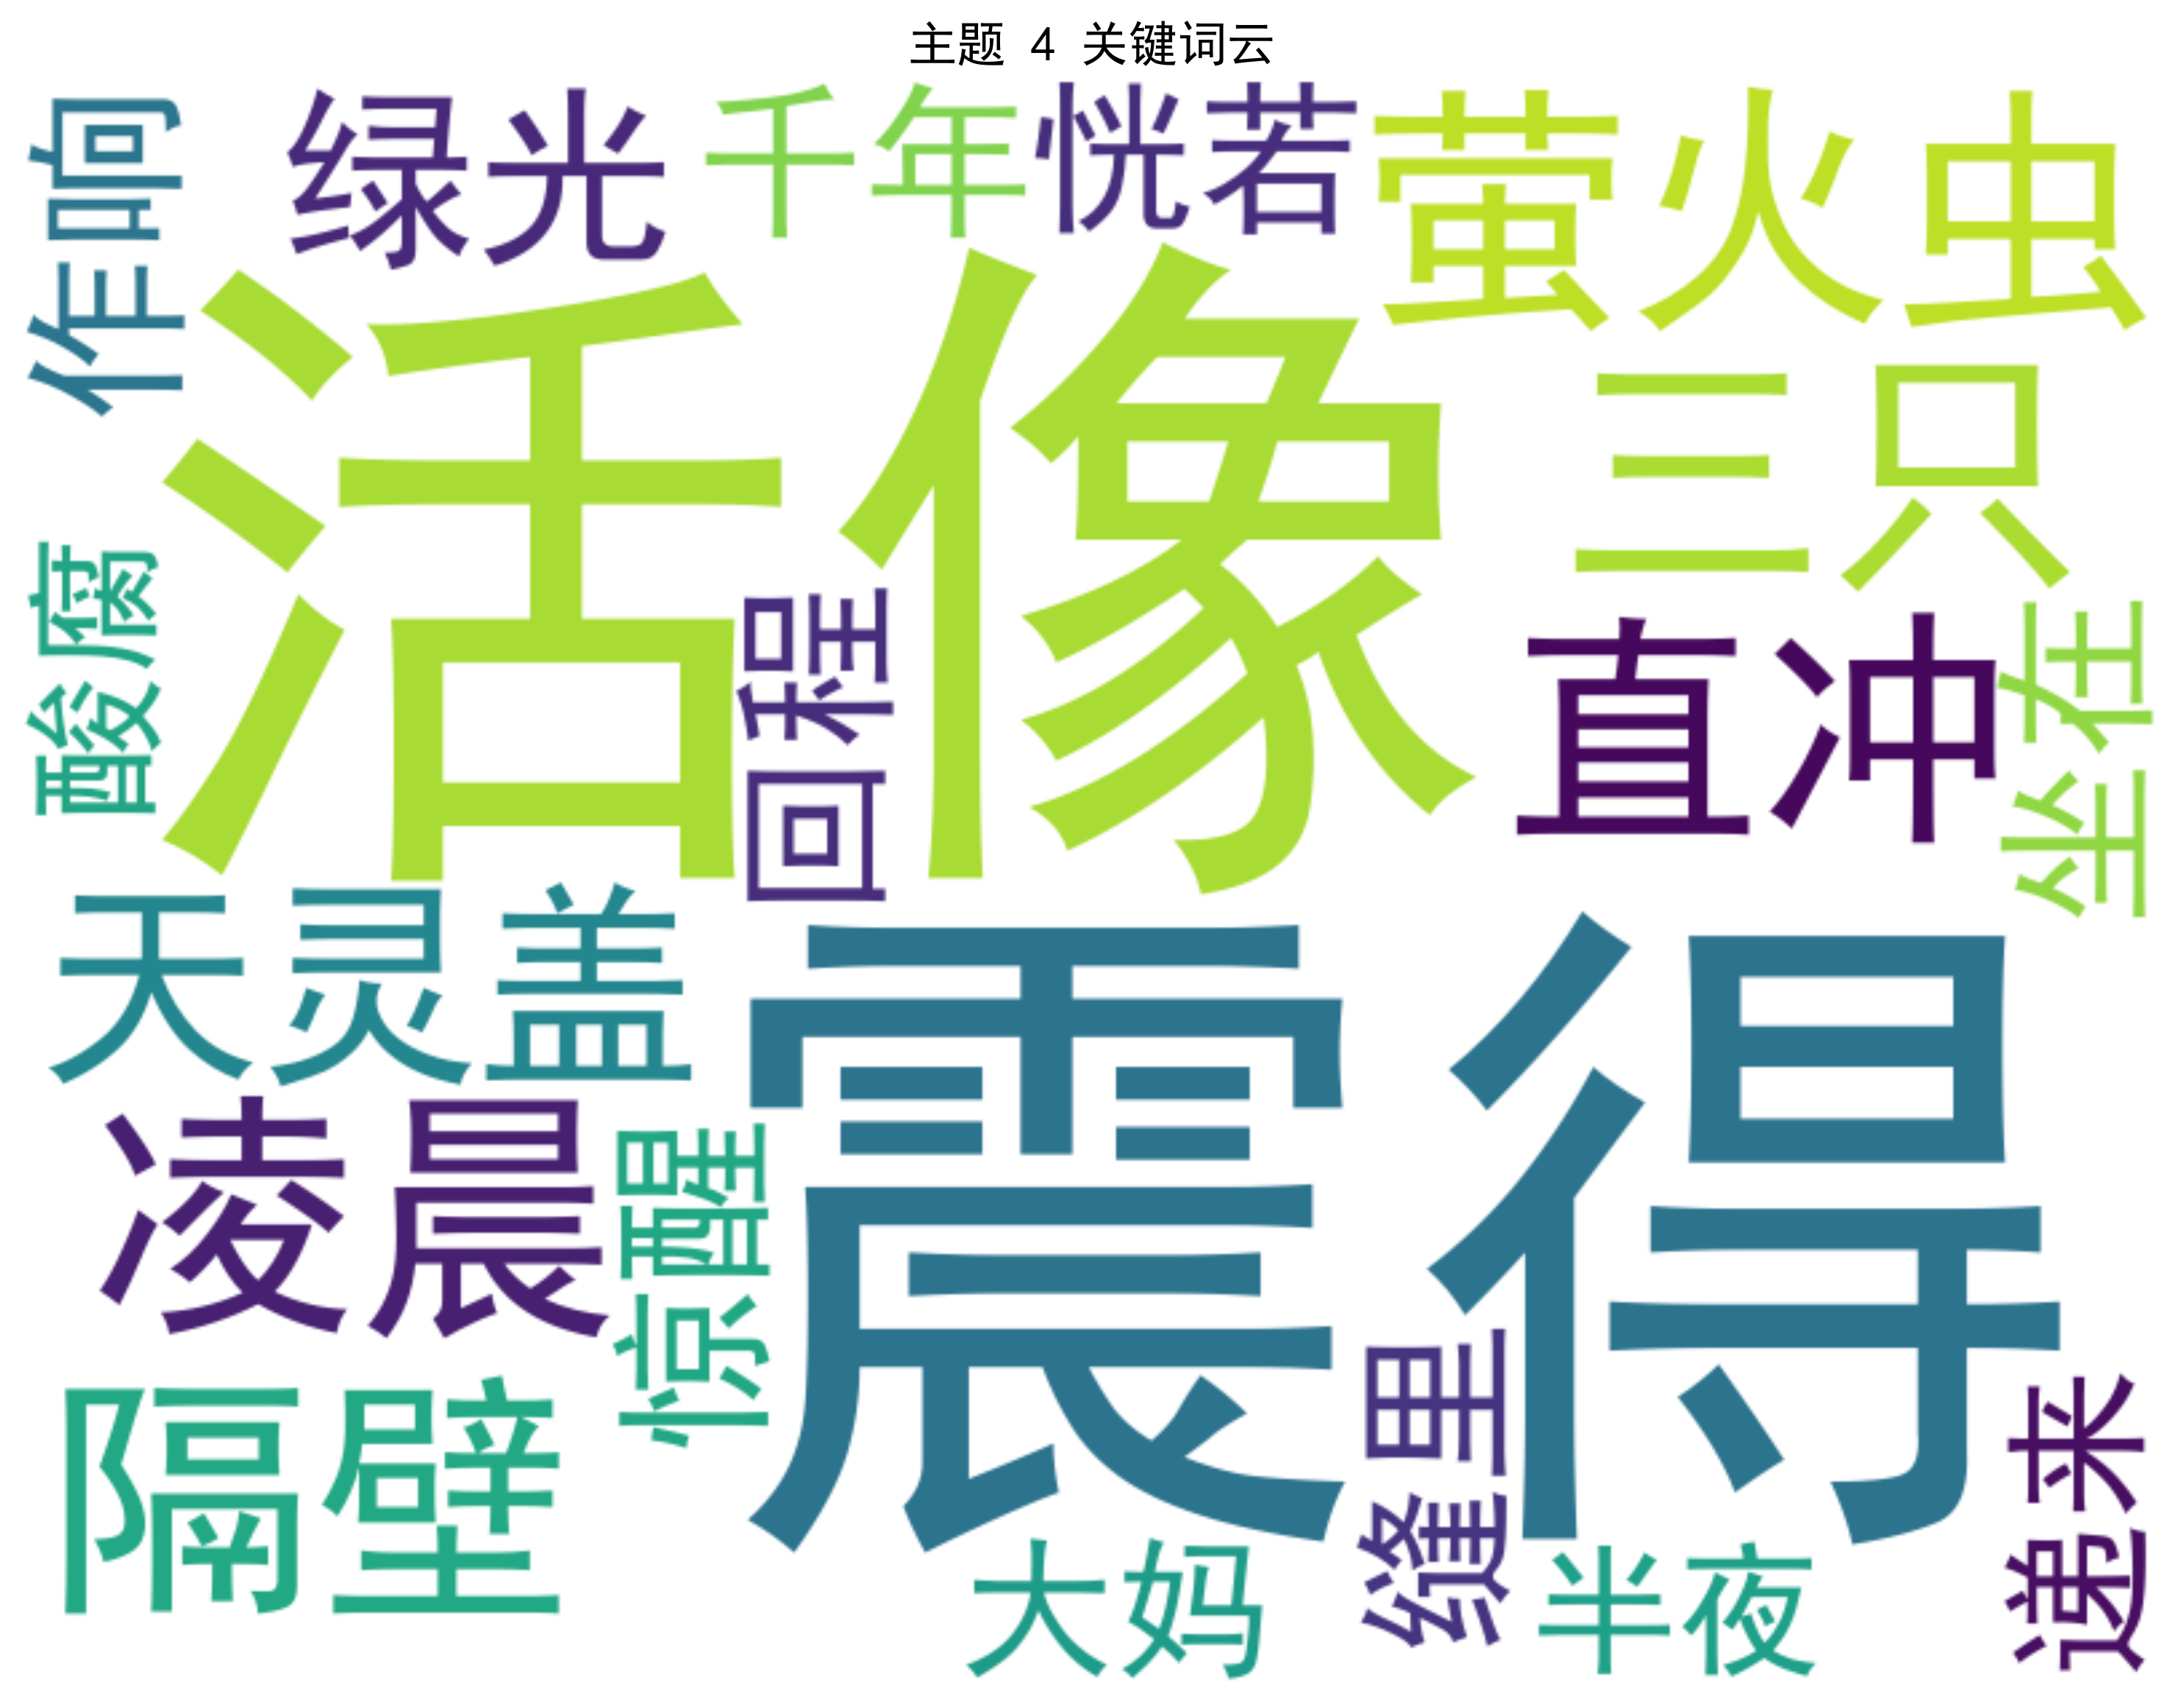 主题 4 关键词云
作响
绿光
千年
恍若
萤火虫
活像
三只
酸腐
回程
直冲
坐在
天灵盖
震得
凌晨
惊醒
隔壁
缝里
递来
大妈
半夜